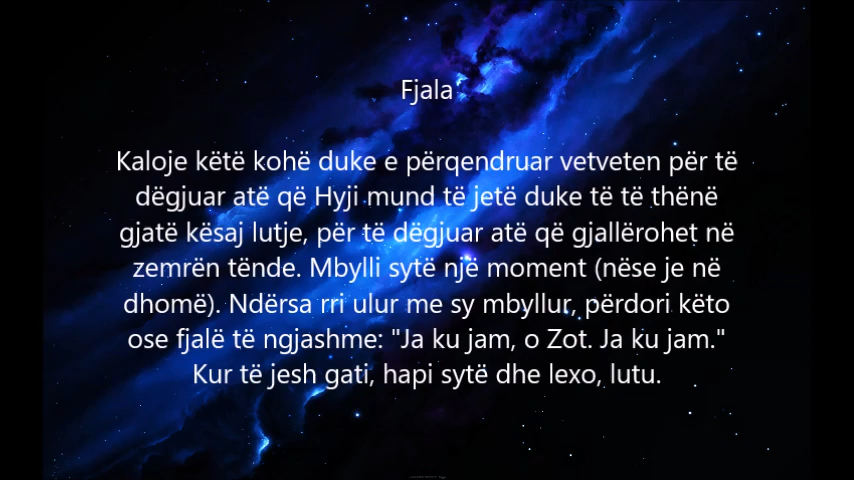 Fjala
Kaloje këtë kohë duke e përqendruar vetveten për të
dëgjuar atë që Hyji mund të jetë duke të të thënë
gjatë kësaj lutje, për të dëgjuar atë që gjallërohet në
zemrën tënde. Mbylli sytë një moment (nëse je në
dhomë). Ndërsa rri ulur me sy mbyllur, përdori këto
ose fjalë të ngjashme: "Ja ku jam, o Zot. Ja ku jam."
Kur të jesh gati, hapi sytë dhe lexo, lutu.